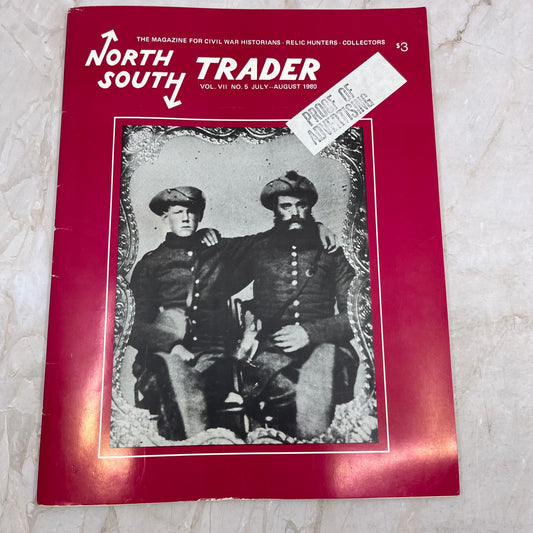 THE MAGAZINE FOR CIVIL WAR HISTORIANS - RELIC HUNTERS - COLLECTORS
$3
NORTH
SOUTH
TRADER
VOL. VII NO. 5 JULY--AUGUST 1980
PROOF OF
ADVERTISING